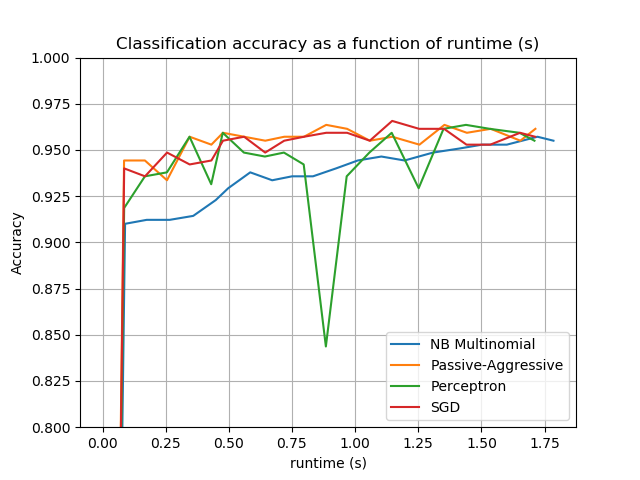 Classification accuracy as a function of runtime (s)
1.000
0.975
0.950
0.925
0.900
0.875
0.850
0.825
0.800
Accuracy
NB Multinomial
Passive-Aggressive
Perceptron
SGD
0.00 0.25 0.50 0.75 1.00 1.25 1.50 1.75
runtime (s)